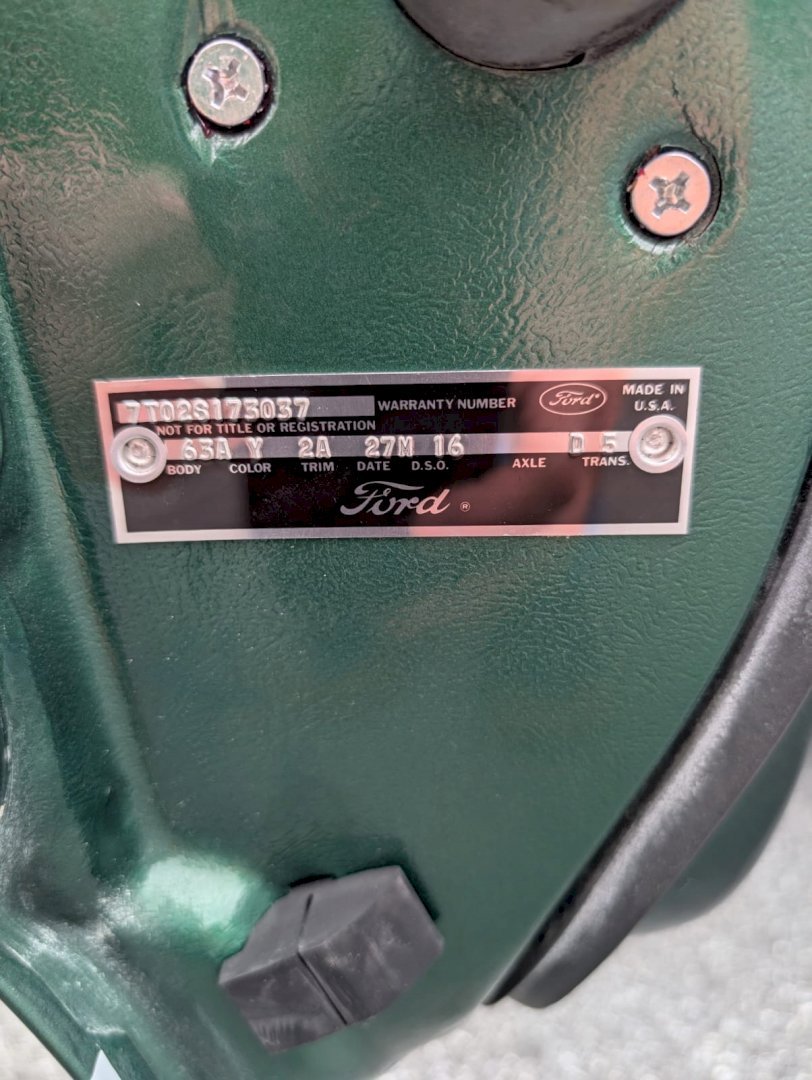 7T02S173037 WARRANTY NUMBER Ford® MADE IN U.S.A.
NOT FOR TITLE OR REGISTRATION
63A Y 2A 27M 16 D 5
BODY COLOR TRIM DATE D.S.O. AXLE TRANS.
Ford ®